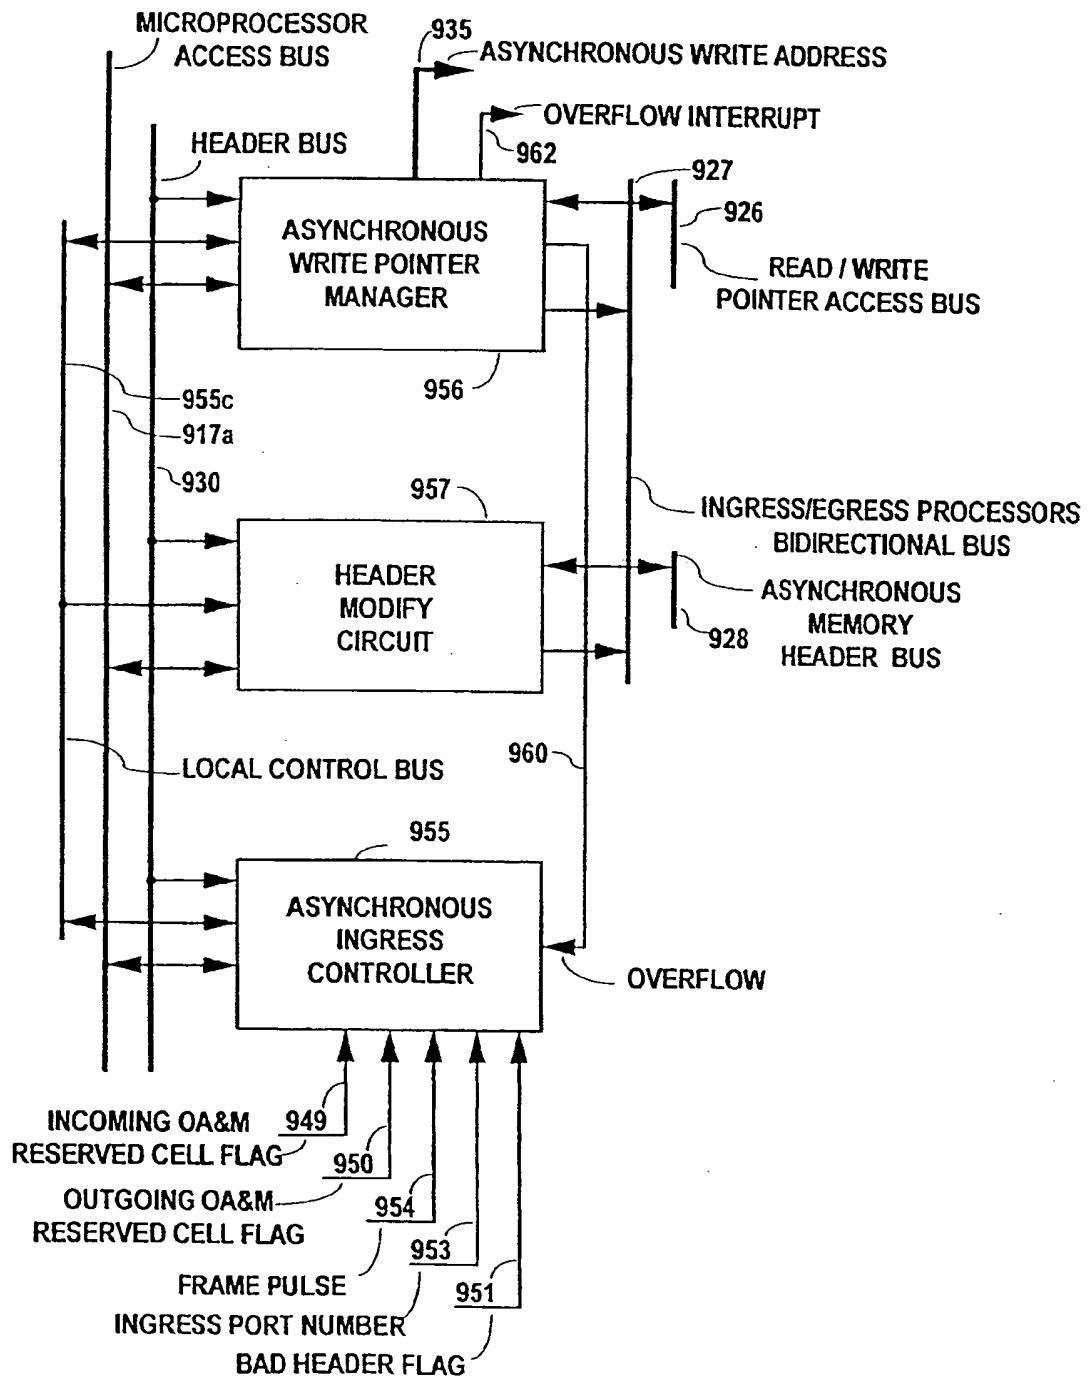 MICROPROCESSOR
ACCESS BUS
935
ASYNCHRONOUS WRITE ADDRESS
OVERFLOW INTERRUPT
962
HEADER BUS
927
926
ASYNCHRONOUS
WRITE POINTER
MANAGER
READ / WRITE
POINTER ACCESS BUS
956
955c
917a
930
957
INGRESS/EGRESS PROCESSORS
BIDIRECTIONAL BUS
HEADER
MODIFY
CIRCUIT
ASYNCHRONOUS
MEMORY
HEADER BUS
928
960
LOCAL CONTROL BUS
955
ASYNCHRONOUS
INGRESS
CONTROLLER
OVERFLOW
949
INCOMING OA&M
RESERVED CELL FLAG
950
OUTGOING OA&M
RESERVED CELL FLAG
954
FRAME PULSE
953
INGRESS PORT NUMBER
951
BAD HEADER FLAG